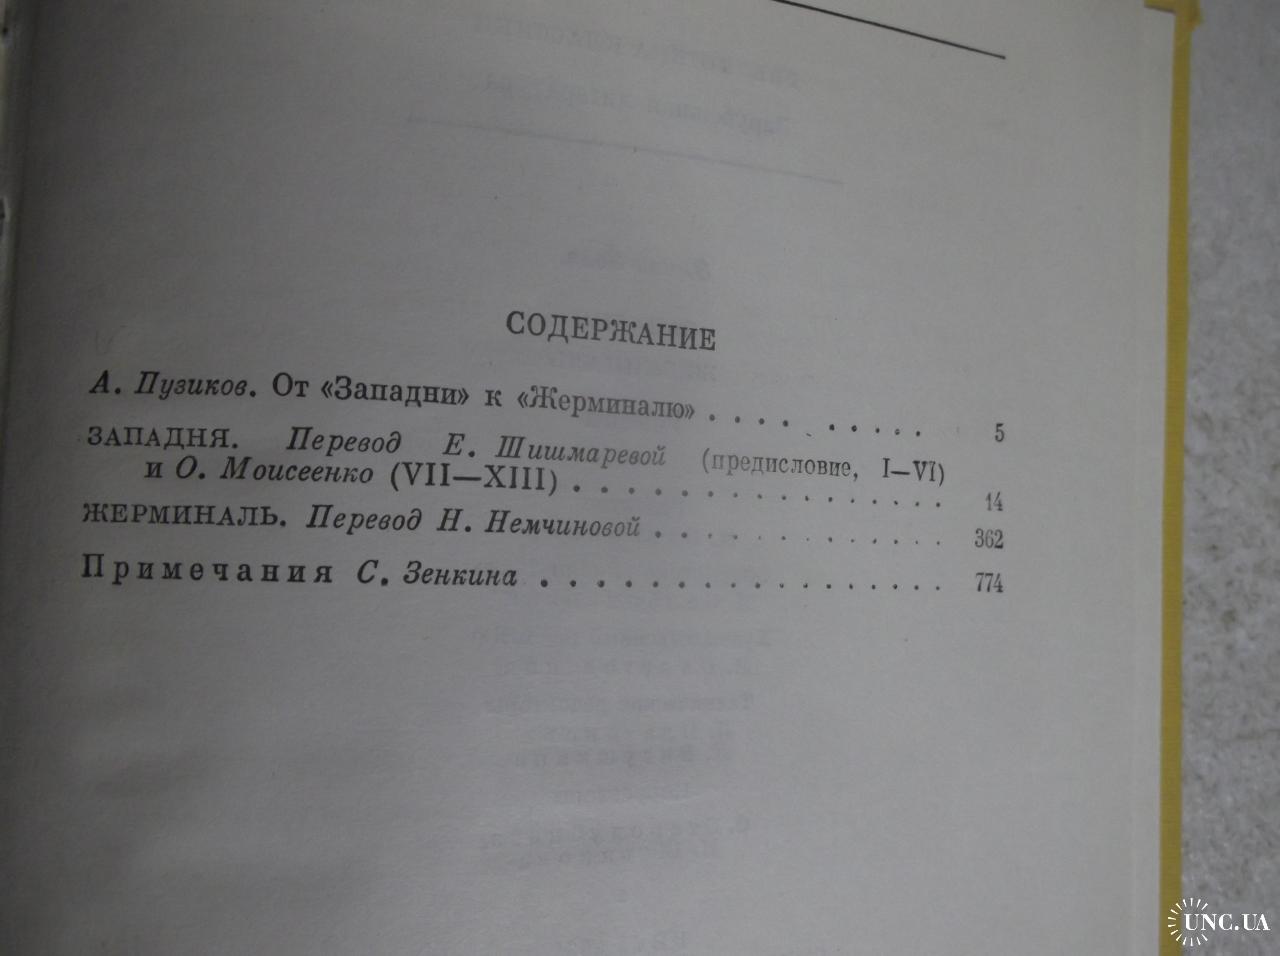 СОДЕРЖАНИЕ
А. Пузиков. От «Западни» к «Жерминалю» . . . . . . . . . . 5
ЗАПАДНЯ. Перевод Е. Шишмаревой (предисловие, I—VI)
и О. Моисеенко (VII—XIII) . . . . . . . . . . . . . . 14
ЖЕРМИНАЛЬ. Перевод Н. Немчиновой . . . . . . . . . . . 362
Примечания С. Зенкина . . . . . . . . . . . . . . . 774
UNC.UA